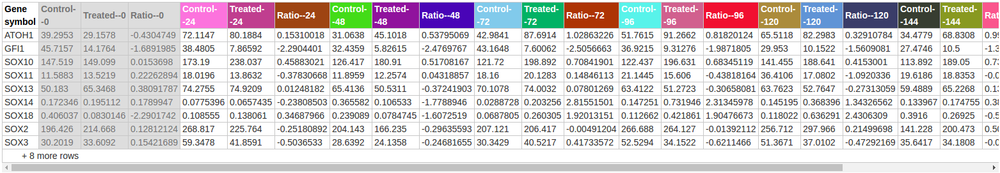 Gene symbol Control--0 Treated--0 Ratio--0 Control-24 Treated-24 Ratio--24 Control-48 Treated-48 Ratio--48 Control-72 Treated-72 Ratio--72 Control-96 Treated-96 Ratio--96 Control-120 Treated-120 Ratio--120 Control-144 Treated-144 Rat
ATOH1 39.2953 29.1578 -0.4304749 72.1147 80.1884 0.15310018 31.0638 45.1018 0.53795069 42.9841 87.6914 1.02863226 51.7615 91.2662 0.81820124 65.5118 82.2983 0.32910784 34.4779 68.8308 0.99
GFI1 45.7157 14.1764 -1.6891985 38.4805 7.86592 -2.2904401 32.4359 5.82615 -2.4769767 43.1648 7.60062 -2.5056663 36.9215 9.31276 -1.9871805 29.953 10.1522 -1.5609081 27.4746 10.5 -1.3
SOX10 147.519 149.099 0.0153698 173.19 238.037 0.45883021 126.417 180.91 0.51708167 121.72 198.892 0.70841901 122.437 196.631 0.68345119 141.455 188.641 0.4153001 113.892 189.05 0.73
SOX11 11.5883 13.5219 0.22262894 18.0196 13.8632 -0.37830668 11.8959 12.2574 0.04318857 18.16 20.1283 0.14846113 21.1445 15.606 -0.43818164 36.4106 17.0802 -1.0920336 19.6186 18.8353 -0.0
SOX13 50.183 65.3468 0.38091787 74.2755 74.9209 0.01248182 65.4136 50.5311 -0.37241903 70.1078 74.0032 0.07801269 63.4122 51.2723 -0.30658081 63.7623 52.7647 -0.27313059 59.4889 65.2268 0.13
SOX14 0.172346 0.195112 0.1789947 0.0775396 0.0657435 -0.23808503 0.365582 0.106533 -1.7788946 0.0288728 0.203256 2.81551501 0.147251 0.731946 2.31345978 0.145195 0.368396 1.34326562 0.133967 0.174755 0.38
SOX18 0.406037 0.0830146 -2.2901742 0.108555 0.138061 0.34687966 0.239089 0.0784745 -1.6072519 0.0687805 0.260305 1.92013151 0.112662 0.421861 1.90476673 0.118022 0.636291 2.4306309 0.3916 0.26925 -0.5
SOX2 196.426 214.668 0.12812124 268.817 225.764 -0.25180892 204.143 166.235 -0.29635593 207.121 206.417 -0.00491204 266.688 264.127 -0.01392112 256.712 297.966 0.21499698 141.228 200.473 0.50
SOX3 30.2019 33.6092 0.15421689 59.3478 41.8591 -0.5036533 28.6392 24.1358 -0.24681655 30.3429 40.5217 0.41733572 52.5294 34.1522 -0.6211466 51.3671 37.0102 -0.47292169 35.6417 34.1808 -0.0
+ 8 more rows